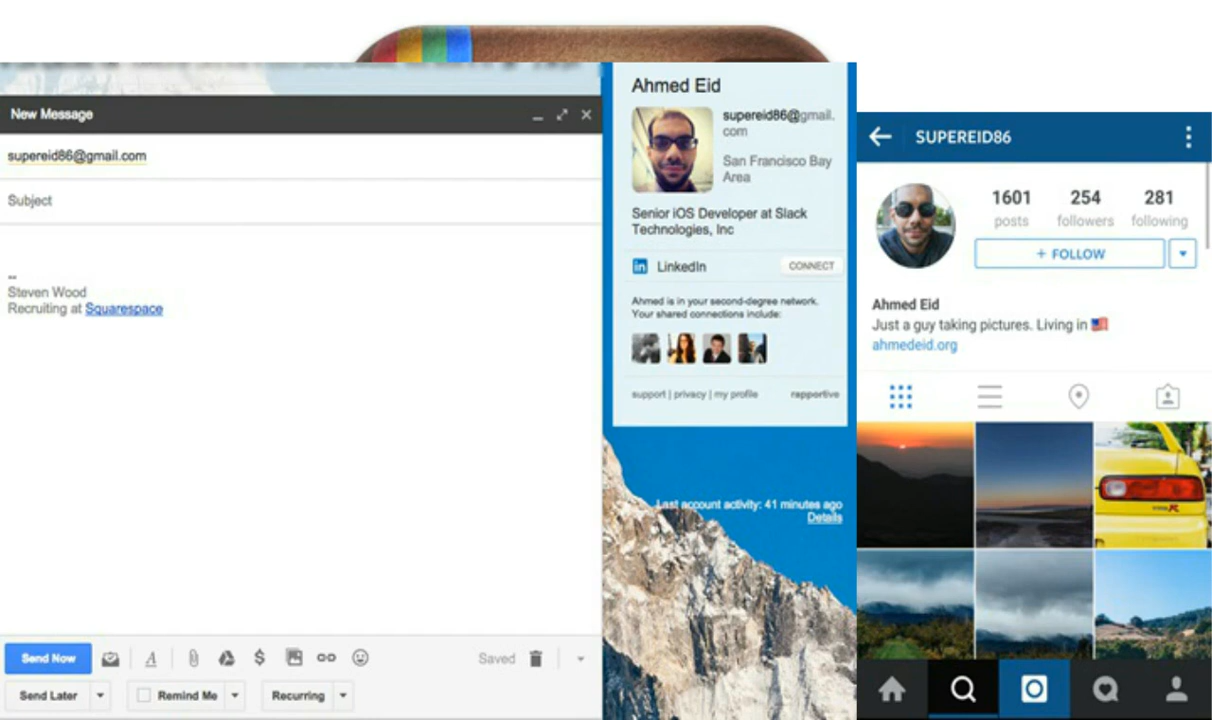 New Message
supereid86@gmail.com
Subject
--
Steven Wood
Recruiting at Squarespace
Send Now
$
Saved
Send Later
Remind Me
Recurring
Ahmed Eid
supereid86@gmail.
com
San Francisco Bay
Area
Senior iOS Developer at Slack
Technologies, Inc
in LinkedIn
CONNECT
Ahmed is in your second-degree network.
Your shared connections include:
support | privacy | my profile
rapportive
Last account activity: 41 minutes ago
Details
SUPEREID86
1601 254 281
posts followers following
+ FOLLOW
Ahmed Eid
Just a guy taking pictures. Living in 🇺🇸
ahmedeid.org